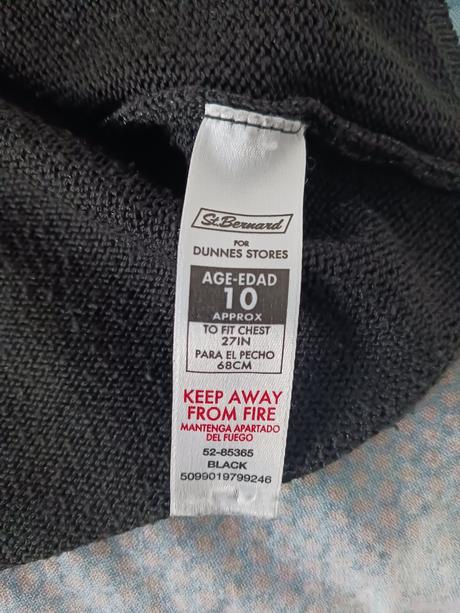 St.Bernard
FOR
DUNNES STORES
AGE-EDAD
10
APPROX
TO FIT CHEST
27IN
PARA EL PECHO
68CM
KEEP AWAY
FROM FIRE
MANTENGA APARTADO
DEL FUEGO
52-85365
BLACK
5099019799246